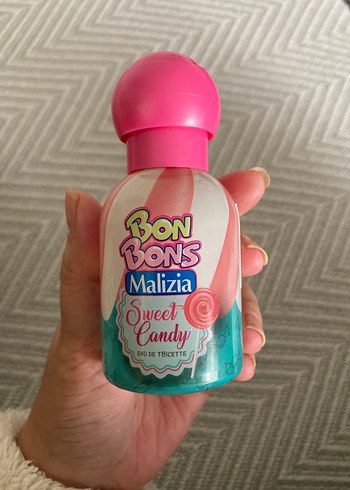 BON
BONS
Malizia
Sweet
Candy
EAU DE TOILETTE